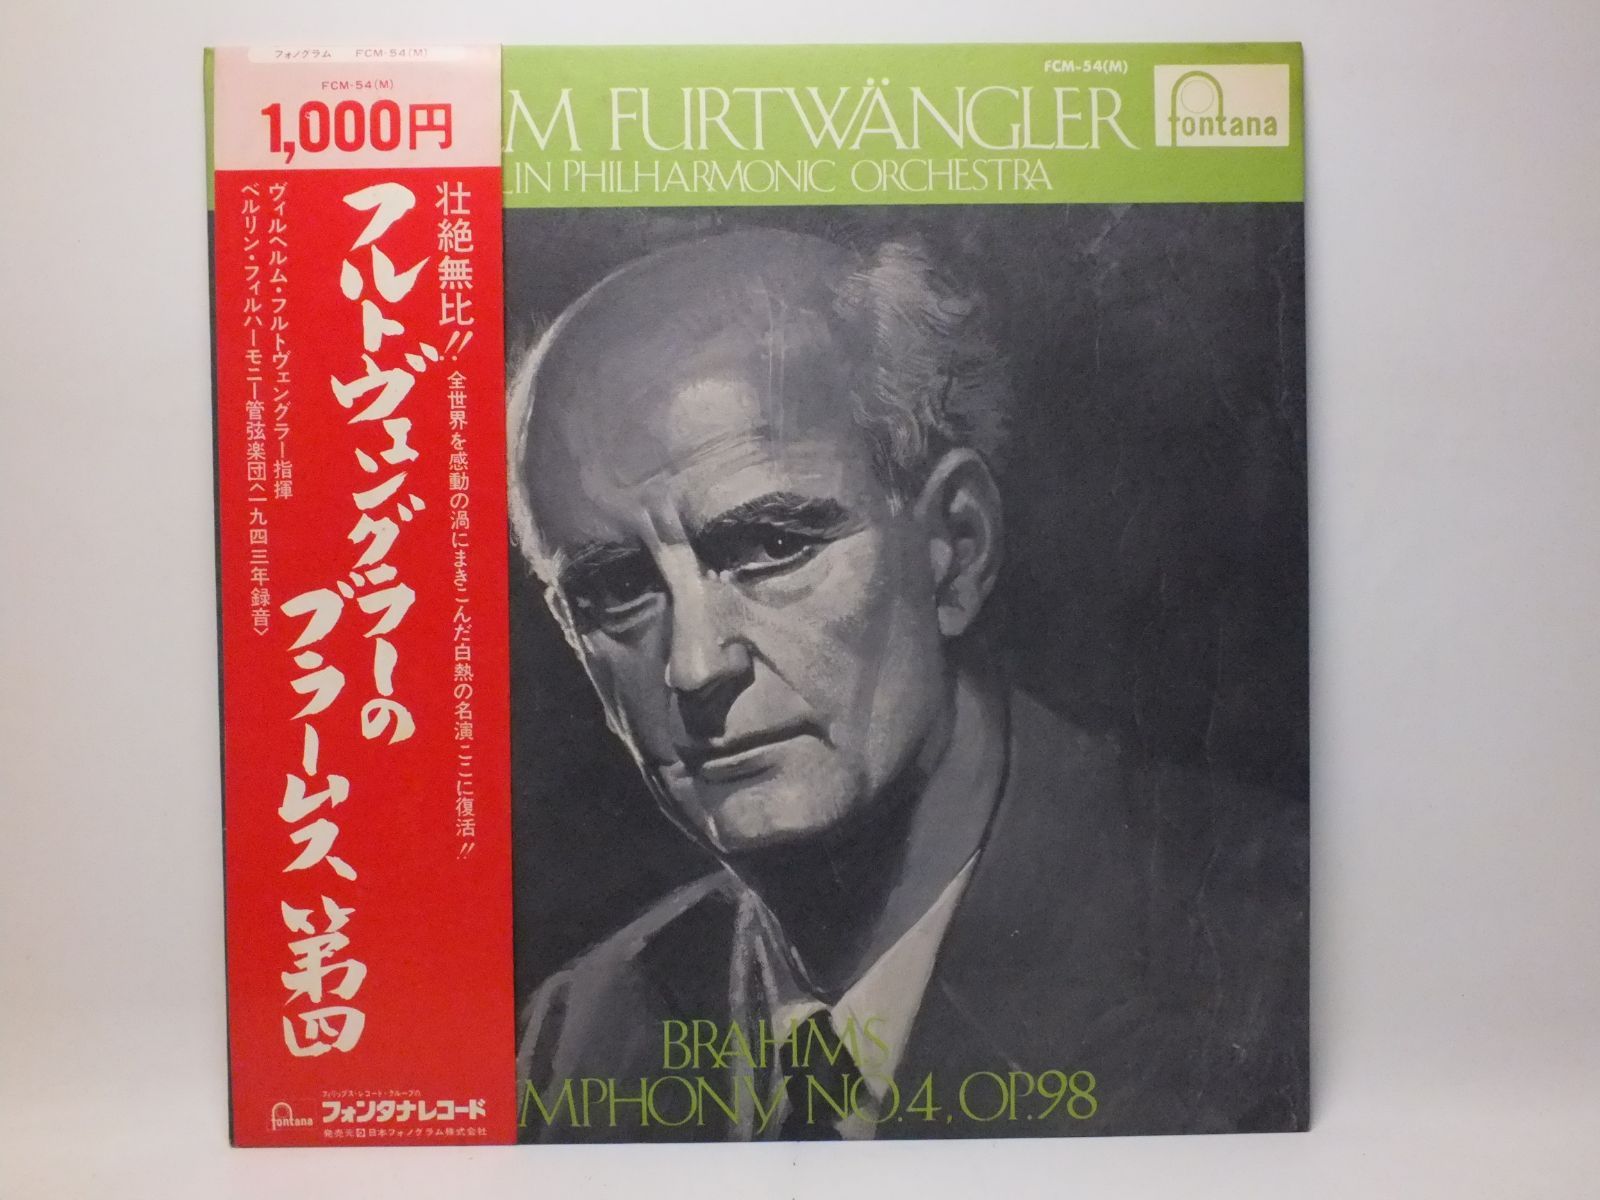 フォノグラム FCM-54(M)
FCM-54(M)
1,000円
壮絶無比!!全世界を感動の渦にまきこんだ白熱の名演ここに復活!!
フルトヴェングラーの
ブラームス 第四
ヴィルヘルム・フルトヴェングラー指揮
ベルリン・フィルハーモニー管弦楽団〈一九四三年録音〉
fontana
フィリップス・レコード・グループの
フォンタナレコード
発売元 日本フォノグラム株式会社
FCM-54(M)
M FURTWÄNGLER
LIN PHILHARMONIC ORCHESTRA
fontana
BRAHMS
MPHONY NO.4, OP.98